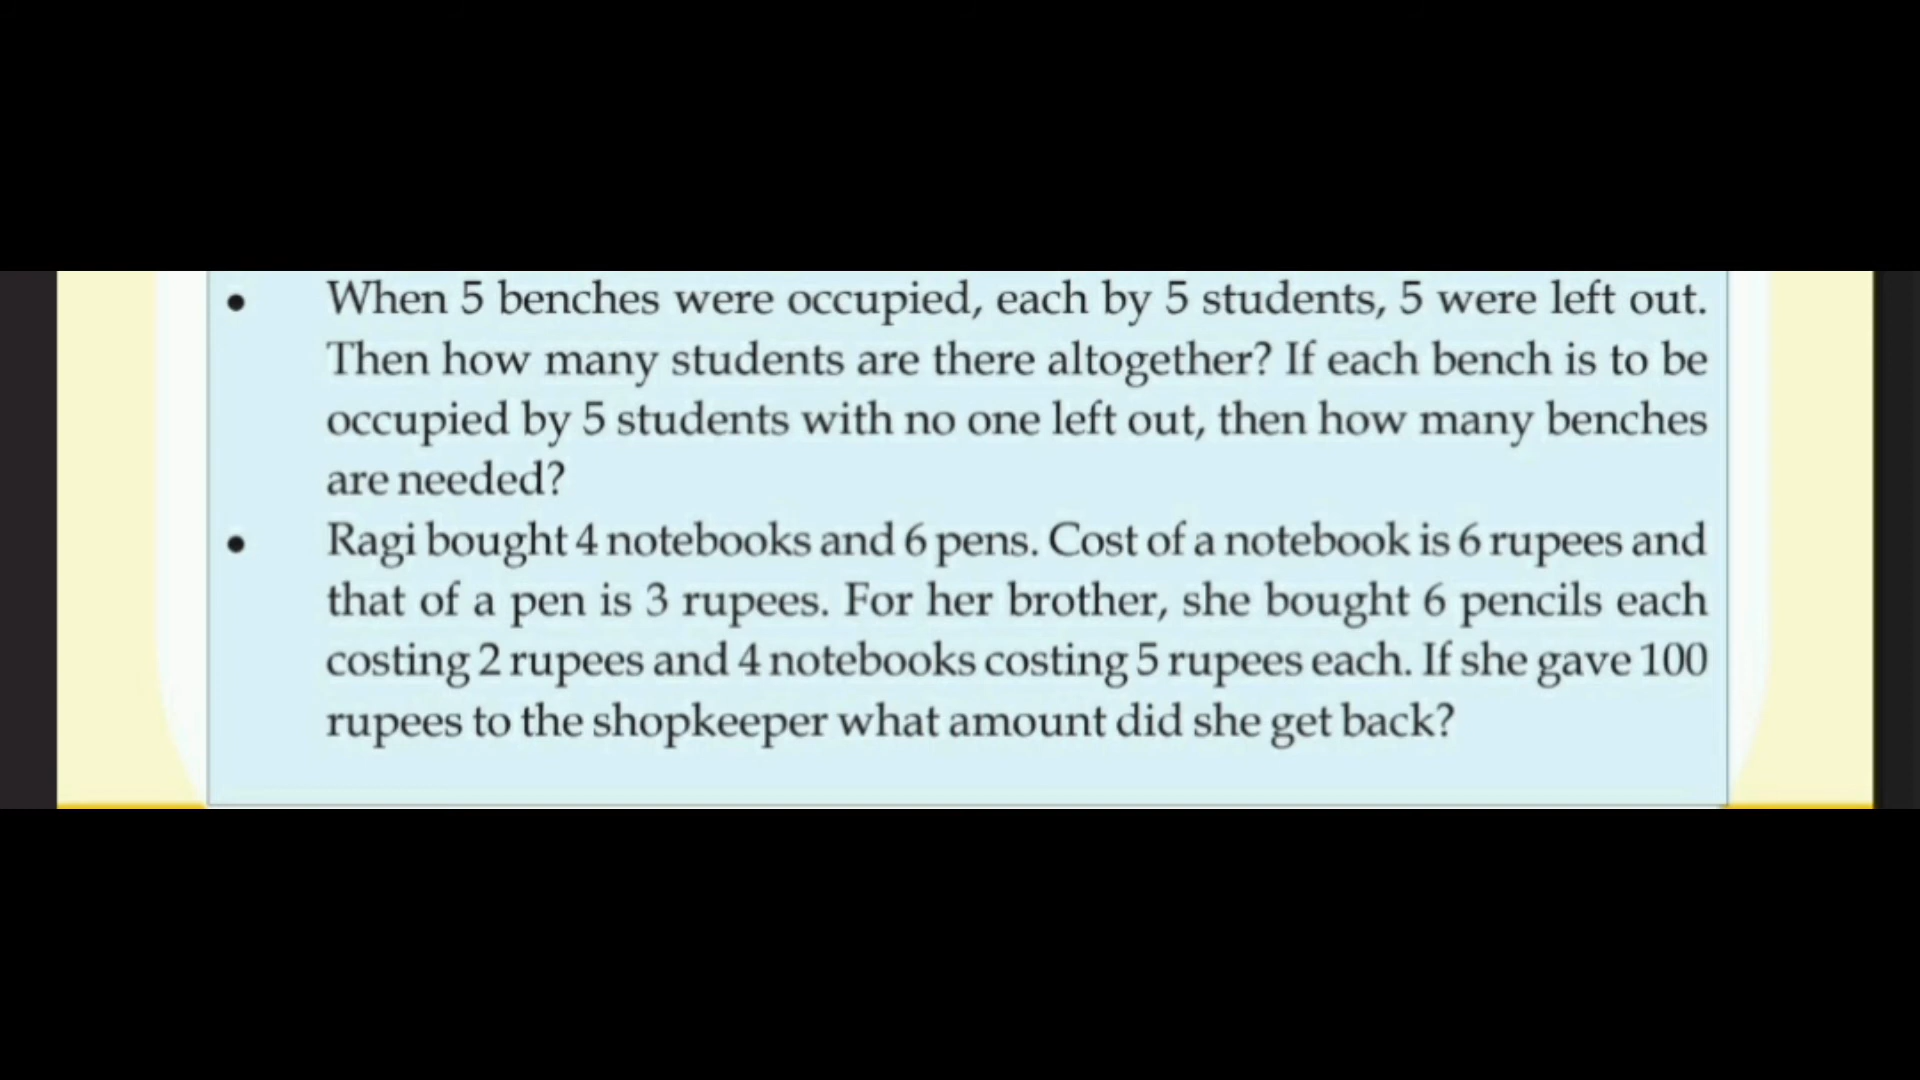 • When 5 benches were occupied, each by 5 students, 5 were left out.
Then how many students are there altogether? If each bench is to be
occupied by 5 students with no one left out, then how many benches
are needed?
• Ragi bought 4 notebooks and 6 pens. Cost of a notebook is 6 rupees and
that of a pen is 3 rupees. For her brother, she bought 6 pencils each
costing 2 rupees and 4 notebooks costing 5 rupees each. If she gave 100
rupees to the shopkeeper what amount did she get back?